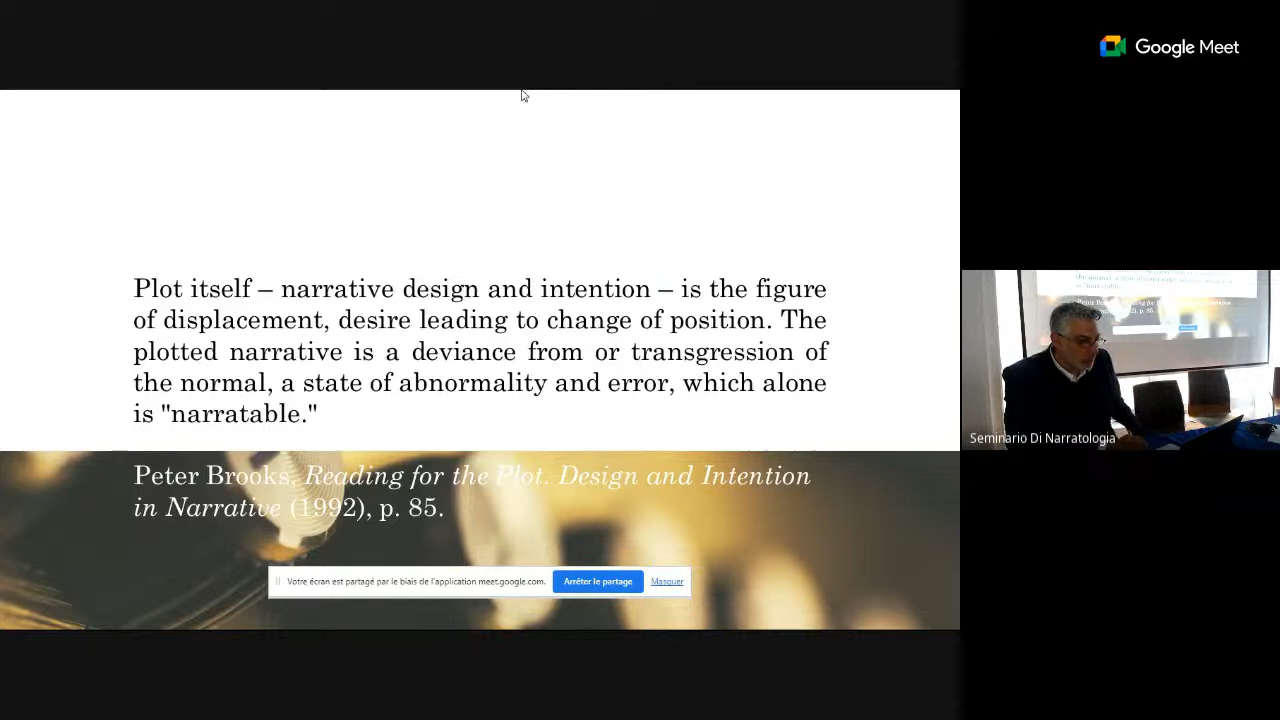 Google Meet
Plot itself – narrative design and intention – is the figure
of displacement, desire leading to change of position. The
plotted narrative is a deviance from or transgression of
the normal, a state of abnormality and error, which alone
is "narratable."
Peter Brooks, Reading for the Plot. Design and Intention
in Narrative (1992), p. 85.
Votre écran est partagé par le biais de l'application meet.google.com.
Arrêter le partage
Masquer
Seminario Di Narratologia